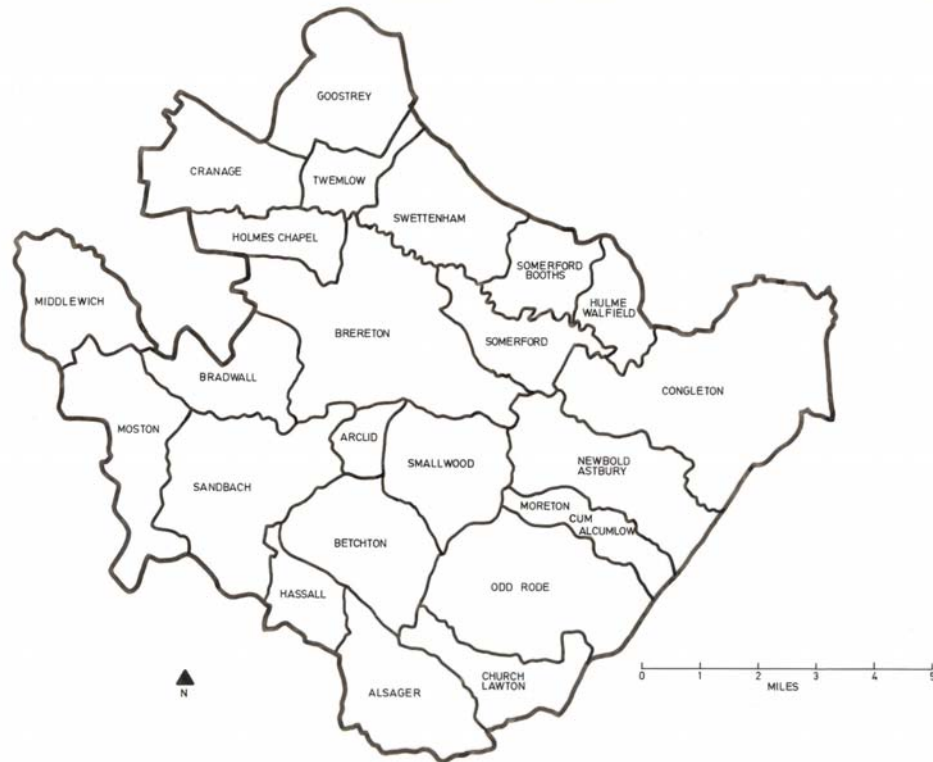 GOOSTREY
CRANAGE
TWEMLOW
SWETTENHAM
HOLMES CHAPEL
SOMERFORD
BOOTHS
MIDDLEWICH
HULME
WALFIELD
BRERETON
SOMERFORD
BRADWALL
CONGLETON
MOSTON
ARCLID
SMALLWOOD
NEWBOLD
ASTBURY
SANDBACH
MORETON
CUM
ALCUMLOW
BETCHTON
HASSALL
ODD RODE
CHURCH
LAWTON
ALSAGER
N
0 1 2 3 4 5
MILES